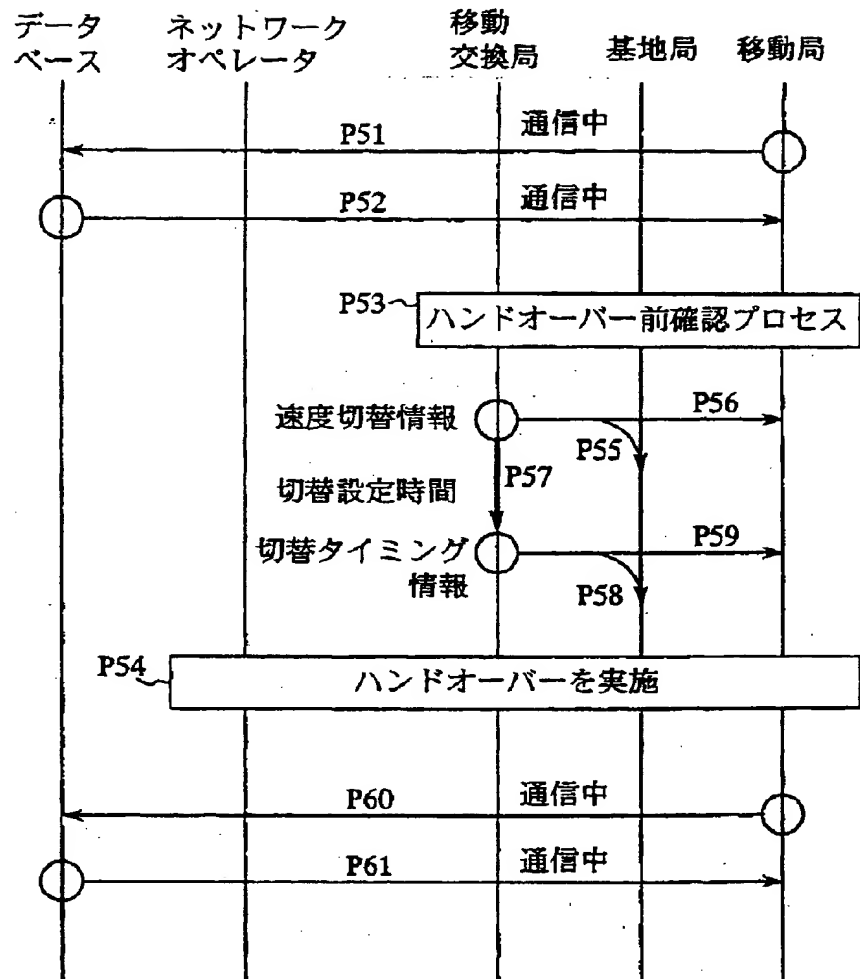 データ
ベース
ネットワーク
オペレータ
移動
交換局
基地局
移動局
P51
通信中
P52
通信中
P53
ハンドオーバー前確認プロセス
速度切替情報
P56
P55
P57
切替設定時間
切替タイミング
情報
P59
P58
P54
ハンドオーバーを実施
P60
通信中
P61
通信中